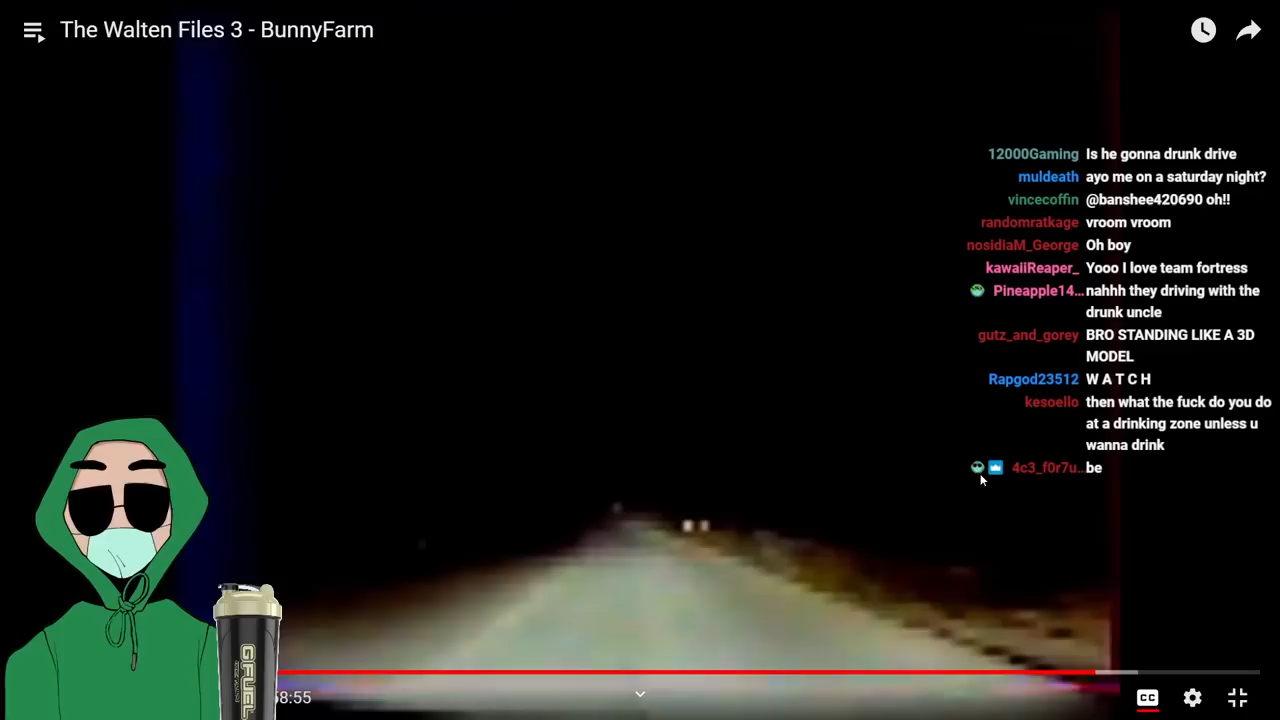 The Walten Files 3 - BunnyFarm
12000Gaming Is he gonna drunk drive
muldeath ayo me on a saturday night?
vincecoffin @banshee420690 oh!!
randomratkage vroom vroom
nosidiaM_George Oh boy
kawaiiReaper_ Yooo I love team fortress
Pineapple14... nahhh they driving with the
drunk uncle
gutz_and_gorey BRO STANDING LIKE A 3D
MODEL
Rapgod23512 W A T C H
kesoello then what the fuck do you do
at a drinking zone unless u
wanna drink
4c3_f0r7u... be
GFUEL
58:55
CC